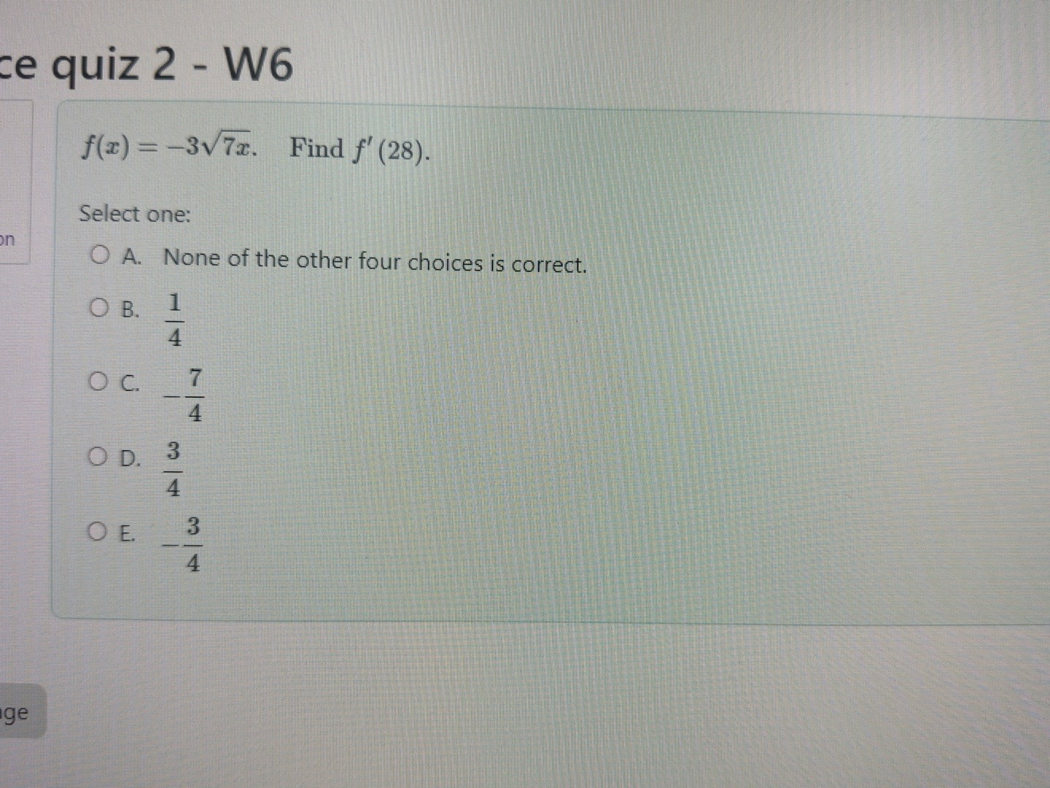 ce quiz 2 - W6
f(x) = −3√7x. Find f′ (28).
Select one:
on
A. None of the other four choices is correct.
B. 1/4
C. −7/4
D. 3/4
E. −3/4
age